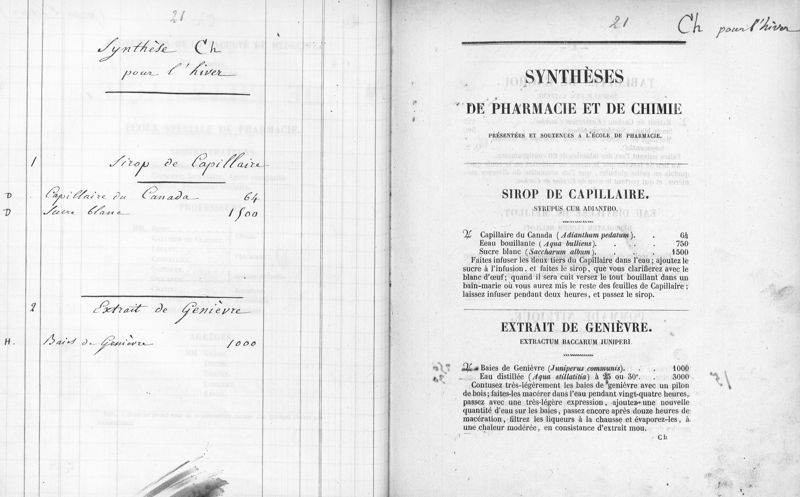 21
Synthèse Ch
pour l'hiver
1 Sirop de Capillaire
D Capillaire du Canada 64
D Sucre blanc 1500
2 Extrait de Genièvre
H. Baies de Genièvre 1000
21 Ch pour l'hiver
SYNTHÈSES
DE PHARMACIE ET DE CHIMIE
PRÉSENTÉES ET SOUTENUES A L'ÉCOLE DE PHARMACIE.
SIROP DE CAPILLAIRE.
SYRUPUS CUM ADIANTHO.
♃ Capillaire du Canada (Adianthum pedatum). . 64
Eeau bouillante (Aqua bulliens). . . 750
Sucre blanc (Saccharum album). . . 1500
Faites infuser les deux tiers du Capillaire dans l'eau; ajoutez le
sucre à l'infusion, et faites le sirop, que vous clarifierez avec le
blanc d'œuf; quand il sera cuit versez le tout bouillant dans un
bain-marie où vous aurez mis le reste des feuilles de Capillaire;
laissez infuser pendant deux heures, et passez le sirop.
EXTRAIT DE GENIÈVRE.
EXTRACTUM BACCARUM JUNIPERI.
♃ Baies de Genièvre (Juniperus communis). . 1000
Eau distillée (Aqua stillatitia) à 25 ou 30°. . 3000
Contusez très-légèrement les baies de genièvre avec un pilon
de bois; faites-les macérer dans l'eau pendant vingt-quatre heures,
passez avec une très-légère expression, ajoutez une nouvelle
quantité d'eau sur les baies, passez encore après douze heures de
macération, filtrez les liqueurs à la chausse et évaporez-les, à
une chaleur modérée, en consistance d'extrait mou.
Ch